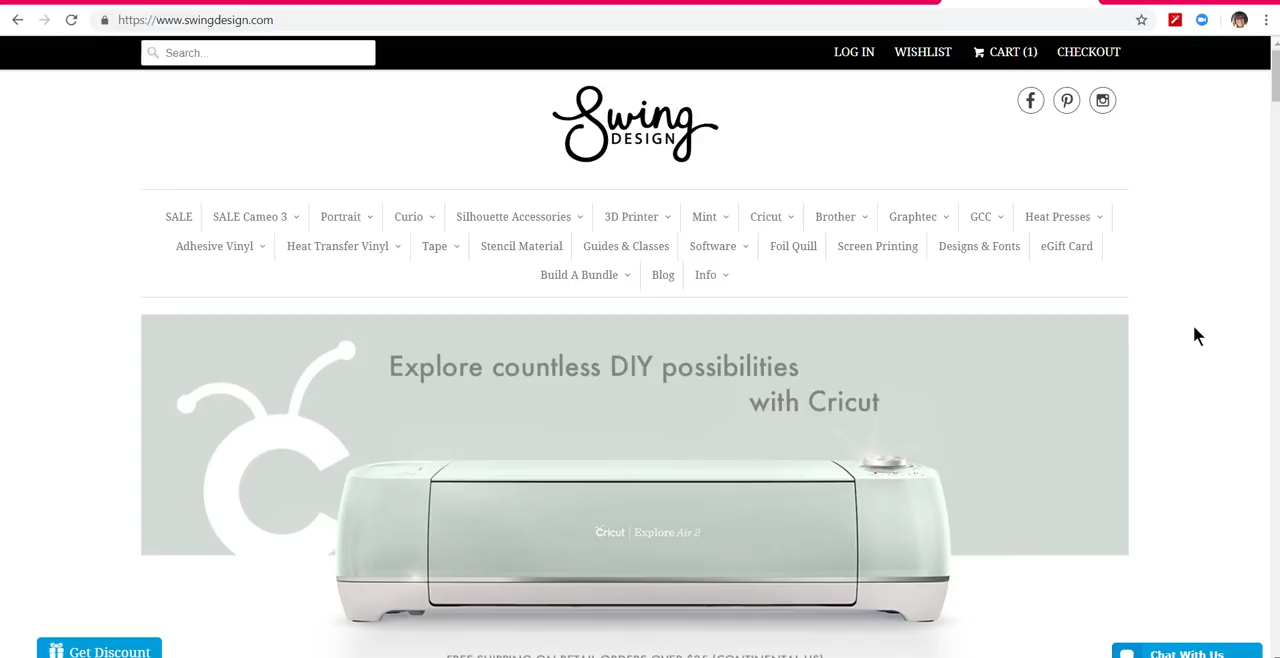 https://www.swingdesign.com
Search...
LOG IN WISHLIST CART (1) CHECKOUT
Swing
DESIGN
SALE SALE Cameo 3 Portrait Curio Silhouette Accessories 3D Printer Mint Cricut Brother Graphtec GCC Heat Presses
Adhesive Vinyl Heat Transfer Vinyl Tape Stencil Material Guides & Classes Software Foil Quill Screen Printing Designs & Fonts eGift Card
Build A Bundle Blog Info
Explore countless DIY possibilities
with Cricut
Cricut | Explore Air 2
FREE SHIPPING ON RETAIL ORDERS OVER $25 (CONTINENTAL US)
Get Discount
Chat With Us